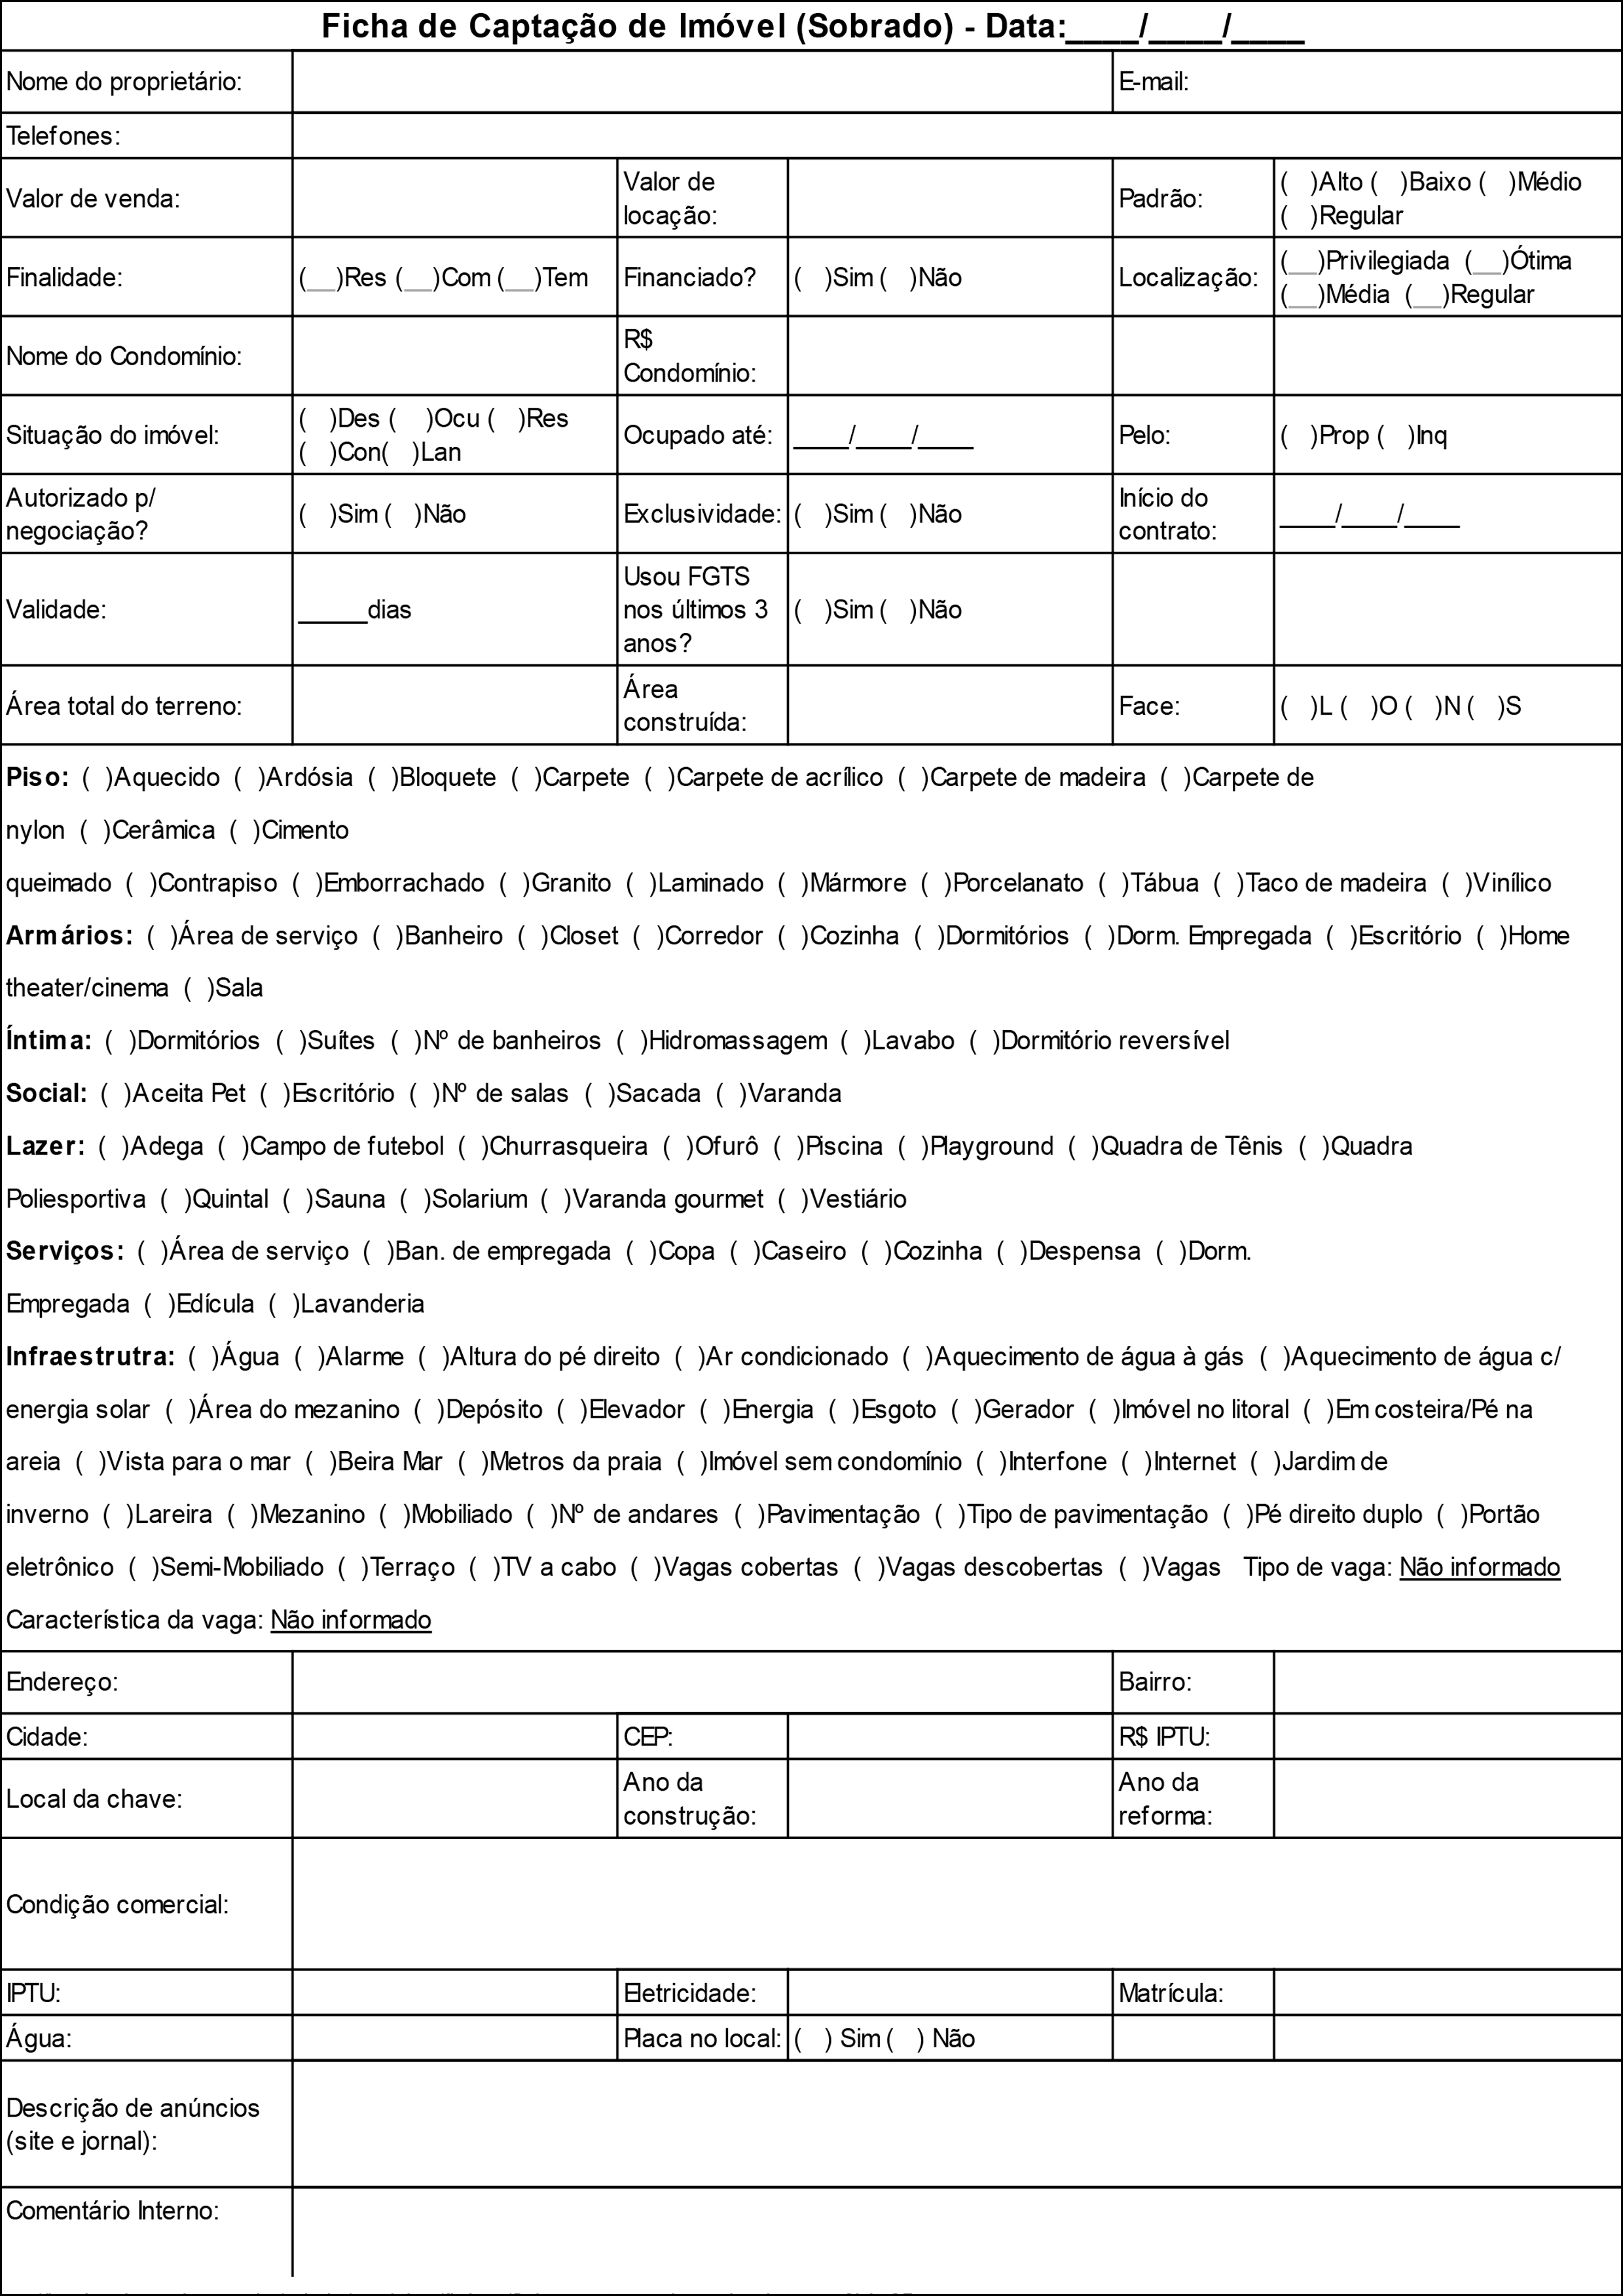 Ficha de Captação de Imóvel (Sobrado) - Data:____/____/____
Nome do proprietário: E-mail:
Telefones:
Valor de venda: Valor de locação: Padrão: ( )Alto ( )Baixo ( )Médio ( )Regular
Finalidade: (__)Res (__)Com (__)Tem Financiado? ( )Sim ( )Não Localização: (__)Privilegiada (__)Ótima (__)Média (__)Regular
Nome do Condomínio: R$ Condomínio:
Situação do imóvel: ( )Des ( )Ocu ( )Res ( )Con( )Lan Ocupado até: ____/____/____ Pelo: ( )Prop ( )Inq
Autorizado p/ negociação? ( )Sim ( )Não Exclusividade: ( )Sim ( )Não Início do contrato: ____/____/____
Validade: _____dias Usou FGTS nos últimos 3 anos? ( )Sim ( )Não
Área total do terreno: Área construída: Face: ( )L ( )O ( )N ( )S
Piso: ( )Aquecido ( )Ardósia ( )Bloquete ( )Carpete ( )Carpete de acrílico ( )Carpete de madeira ( )Carpete de
nylon ( )Cerâmica ( )Cimento
queimado ( )Contrapiso ( )Emborrachado ( )Granito ( )Laminado ( )Mármore ( )Porcelanato ( )Tábua ( )Taco de madeira ( )Vinílico
Armários: ( )Área de serviço ( )Banheiro ( )Closet ( )Corredor ( )Cozinha ( )Dormitórios ( )Dorm. Empregada ( )Escritório ( )Home
theater/cinema ( )Sala
Íntima: ( )Dormitórios ( )Suítes ( )Nº de banheiros ( )Hidromassagem ( )Lavabo ( )Dormitório reversível
Social: ( )Aceita Pet ( )Escritório ( )Nº de salas ( )Sacada ( )Varanda
Lazer: ( )Adega ( )Campo de futebol ( )Churrasqueira ( )Ofurô ( )Piscina ( )Playground ( )Quadra de Tênis ( )Quadra
Poliesportiva ( )Quintal ( )Sauna ( )Solarium ( )Varanda gourmet ( )Vestiário
Serviços: ( )Área de serviço ( )Ban. de empregada ( )Copa ( )Caseiro ( )Cozinha ( )Despensa ( )Dorm.
Empregada ( )Edícula ( )Lavanderia
Infraestrutra: ( )Água ( )Alarme ( )Altura do pé direito ( )Ar condicionado ( )Aquecimento de água à gás ( )Aquecimento de água c/
energia solar ( )Área do mezanino ( )Depósito ( )Elevador ( )Energia ( )Esgoto ( )Gerador ( )Imóvel no litoral ( )Em costeira/Pé na
areia ( )Vista para o mar ( )Beira Mar ( )Metros da praia ( )Imóvel sem condomínio ( )Interfone ( )Internet ( )Jardim de
inverno ( )Lareira ( )Mezanino ( )Mobiliado ( )Nº de andares ( )Pavimentação ( )Tipo de pavimentação ( )Pé direito duplo ( )Portão
eletrônico ( )Semi-Mobiliado ( )Terraço ( )TV a cabo ( )Vagas cobertas ( )Vagas descobertas ( )Vagas Tipo de vaga: Não informado
Característica da vaga: Não informado
Endereço: Bairro:
Cidade: CEP: R$ IPTU:
Local da chave: Ano da construção: Ano da reforma:
Condição comercial:
IPTU: Eletricidade: Matrícula:
Água: Placa no local: ( ) Sim ( ) Não
Descrição de anúncios
(site e jornal):
Comentário Interno: